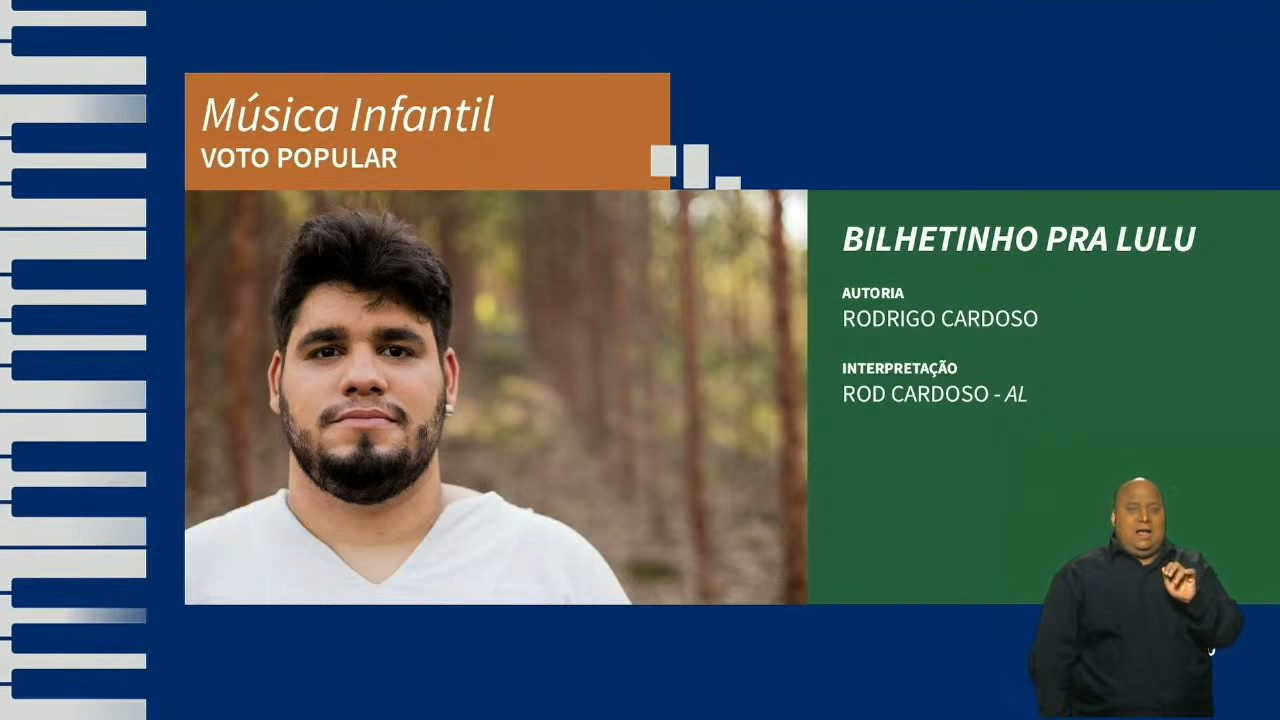 Música Infantil
VOTO POPULAR
BILHETINHO PRA LULU
AUTORIA
RODRIGO CARDOSO
INTERPRETAÇÃO
ROD CARDOSO - AL